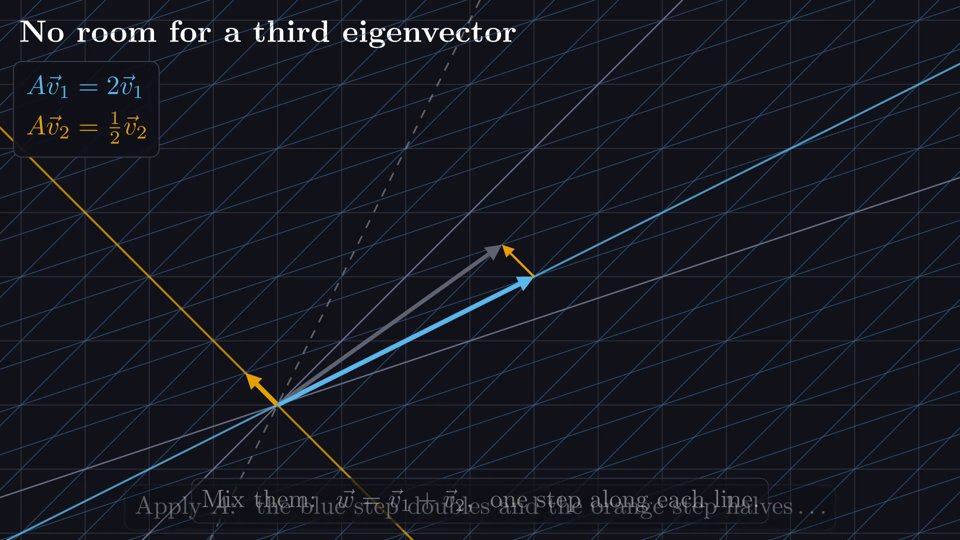 No room for a third eigenvector
$A\vec{v}_1 = 2\vec{v}_1$
$A\vec{v}_2 = \frac{1}{2}\vec{v}_2$
Mix them: $\vec{w} = \vec{v}_1 + \vec{v}_2$, one step along each line.
Apply $A$: the blue step doubles and the orange step halves…